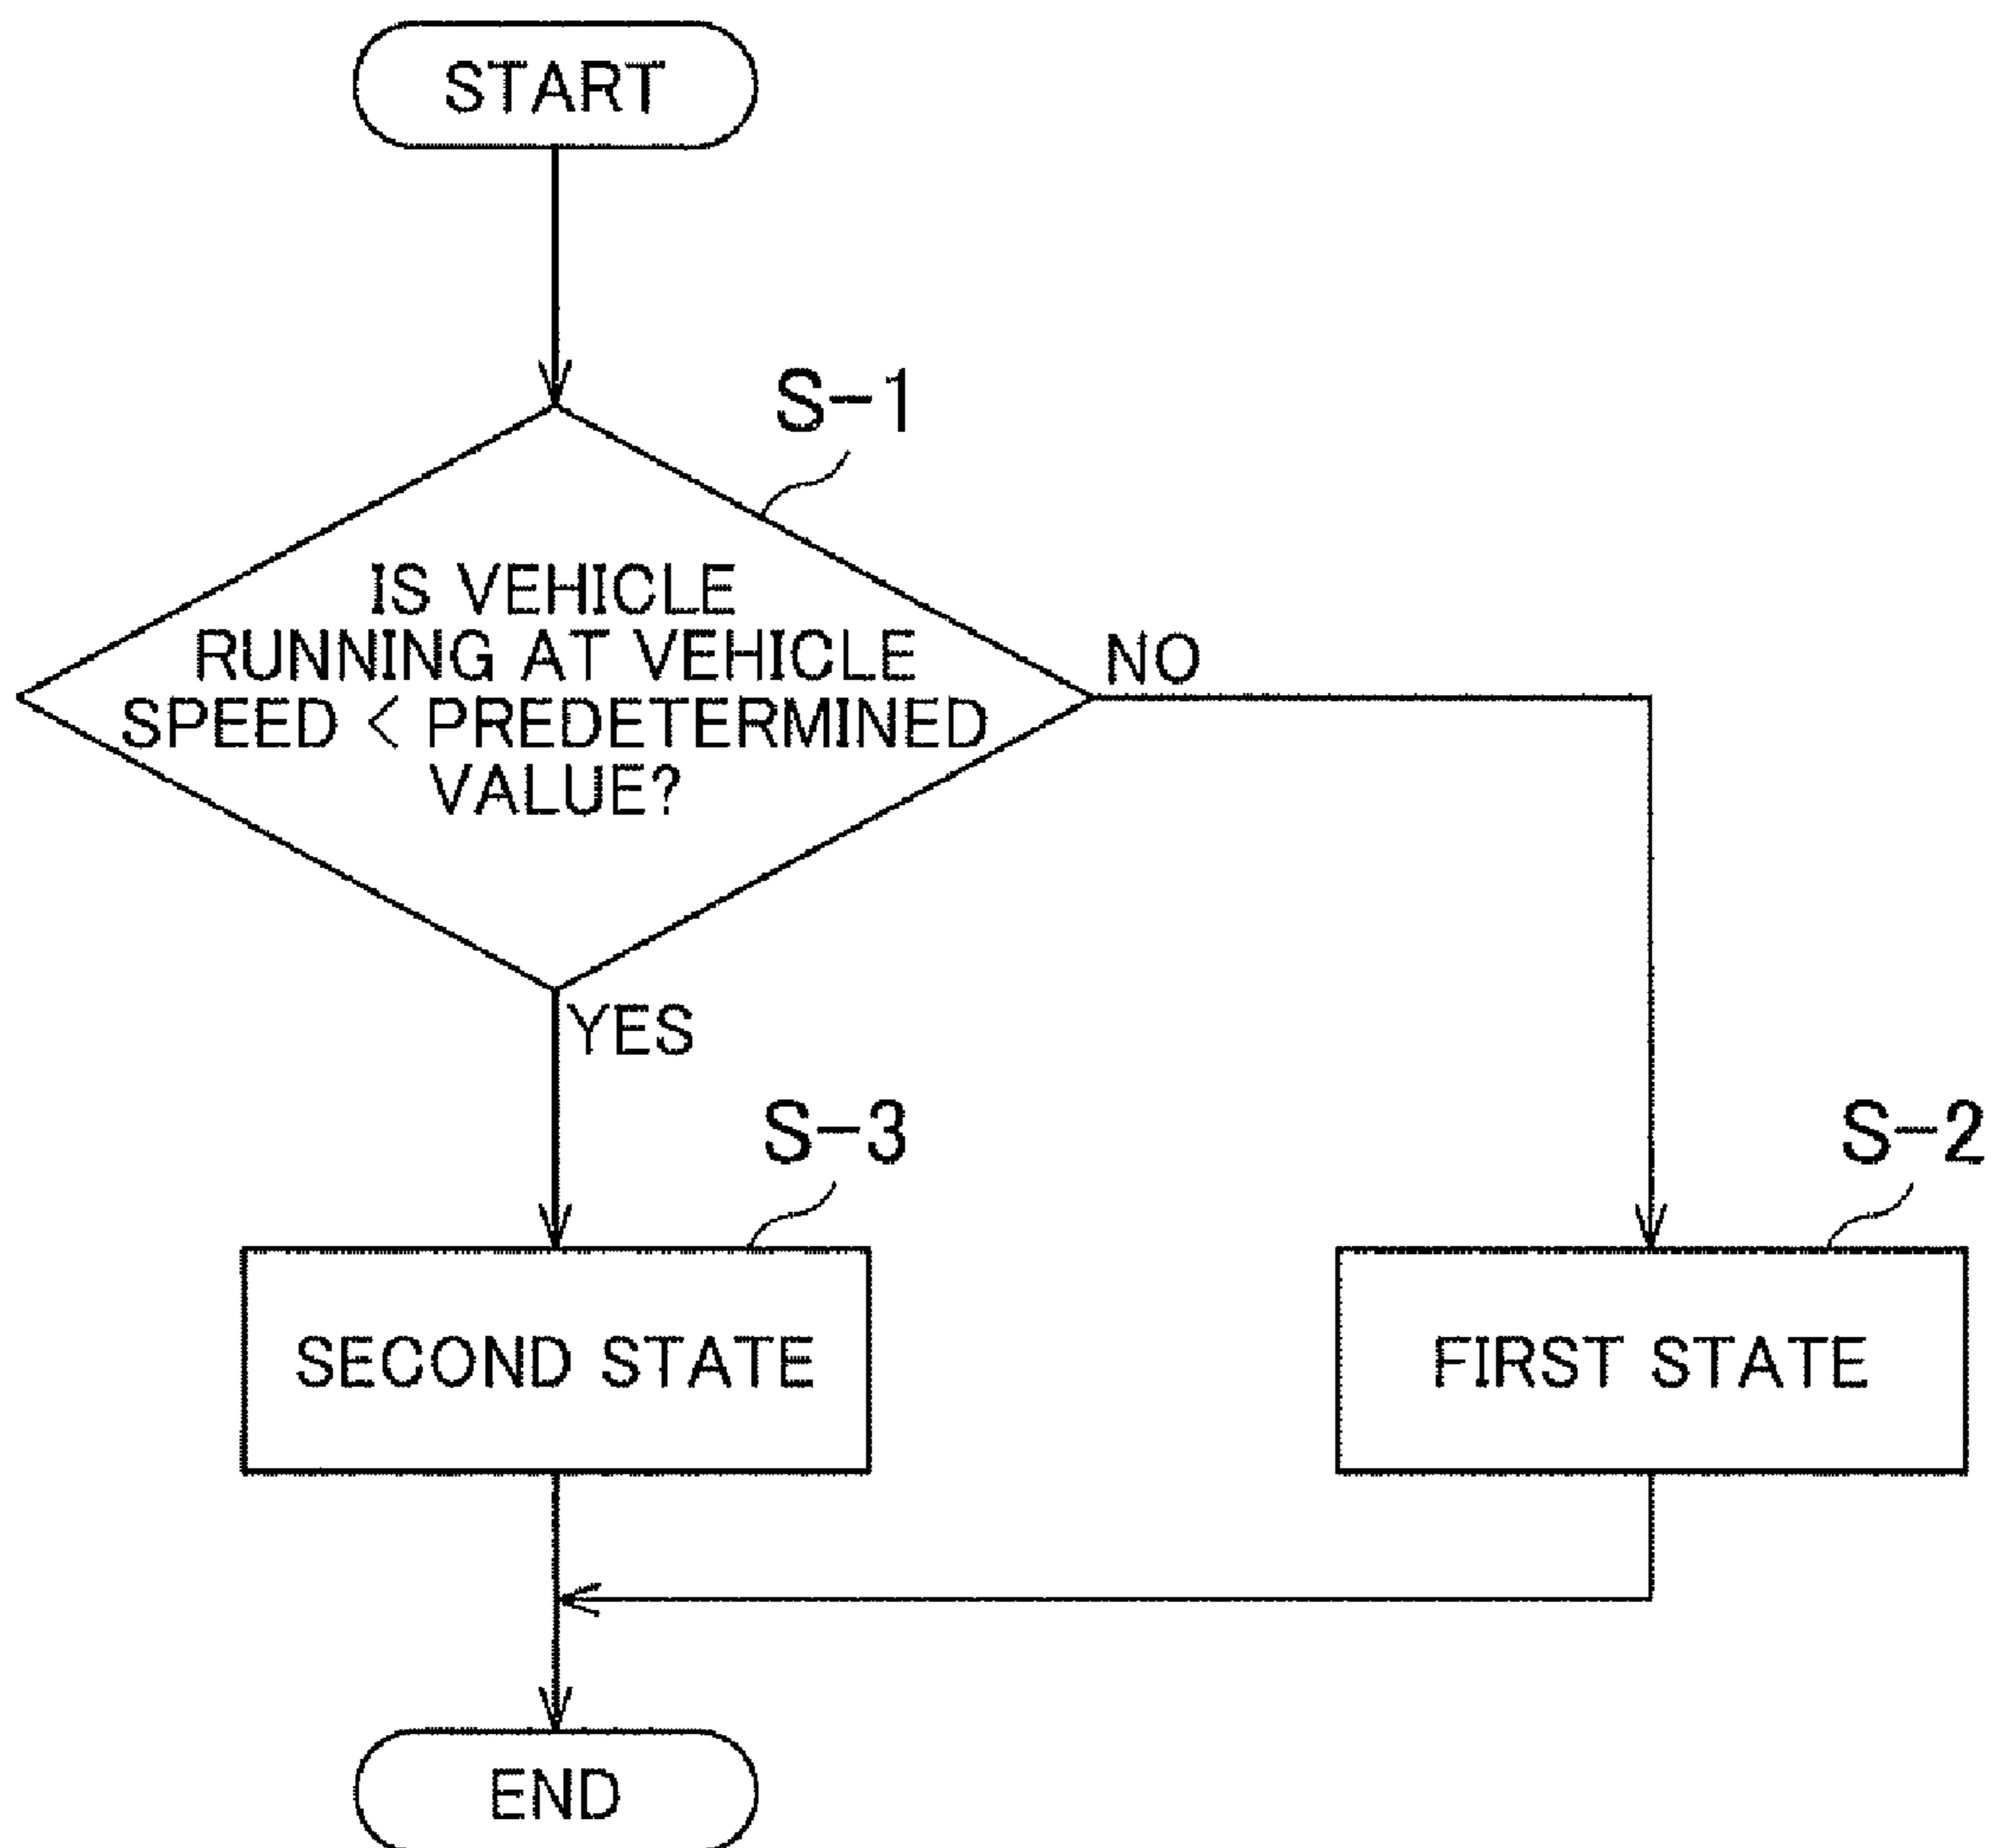 START
S-1
IS VEHICLE
RUNNING AT VEHICLE
SPEED < PREDETERMINED
VALUE?
NO
YES
S-3
S-2
SECOND STATE
FIRST STATE
END